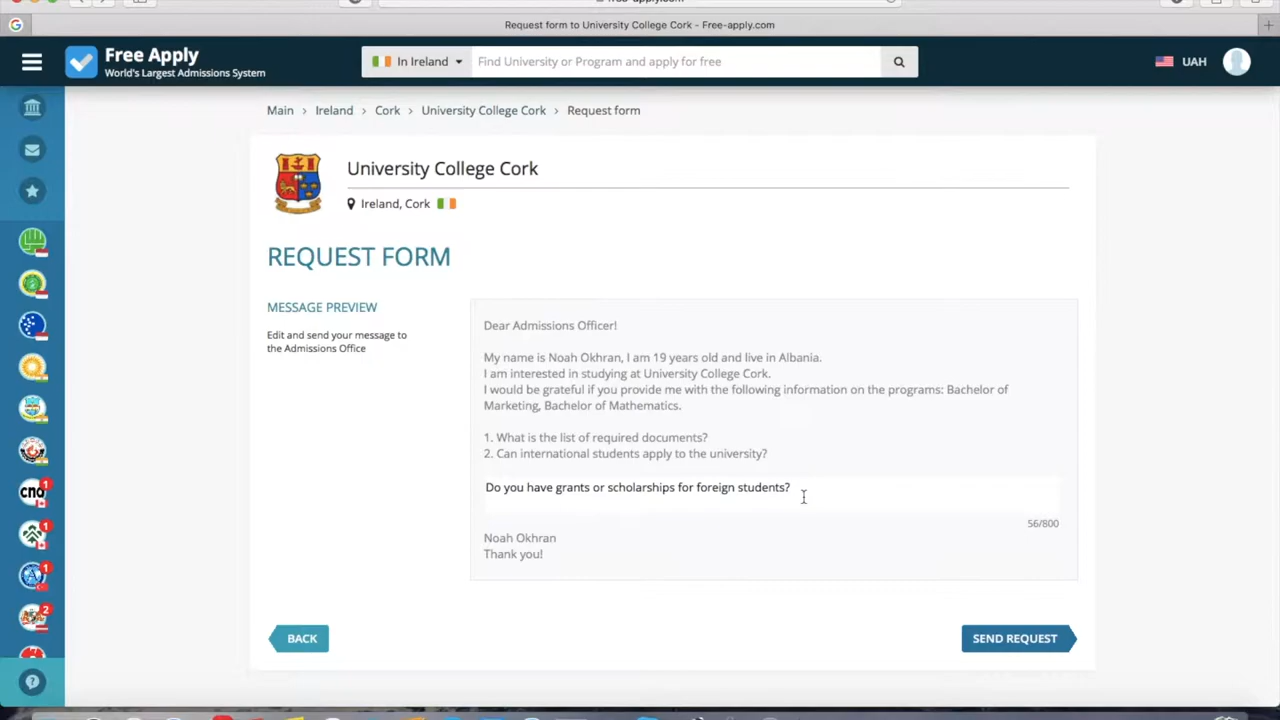 Request form to University College Cork - Free-apply.com
Free Apply
World's Largest Admissions System
In Ireland
Find University or Program and apply for free
UAH
Main > Ireland > Cork > University College Cork > Request form
University College Cork
Ireland, Cork
REQUEST FORM
MESSAGE PREVIEW
Edit and send your message to
the Admissions Office
Dear Admissions Officer!
My name is Noah Okhran, I am 19 years old and live in Albania.
I am interested in studying at University College Cork.
I would be grateful if you provide me with the following information on the programs: Bachelor of
Marketing, Bachelor of Mathematics.
1. What is the list of required documents?
2. Can international students apply to the university?
Do you have grants or scholarships for foreign students?
56/800
Noah Okhran
Thank you!
BACK
SEND REQUEST
cno
1
1
1
2